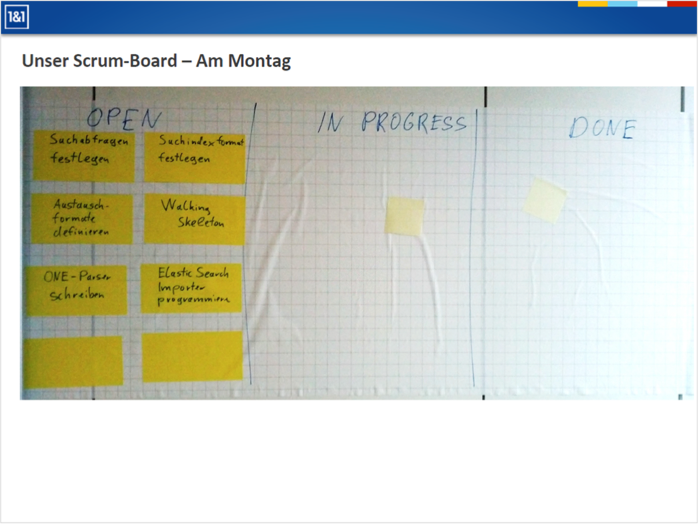 1&1
Unser Scrum-Board – Am Montag
OPEN
IN PROGRESS
DONE
Suchabfragen
festlegen
Suchindexformat
festlegen
Austausch-
formate
definieren
Walking
Skeleton
ONE-Parser
schreiben
Elastic Search
Importer
programmieren